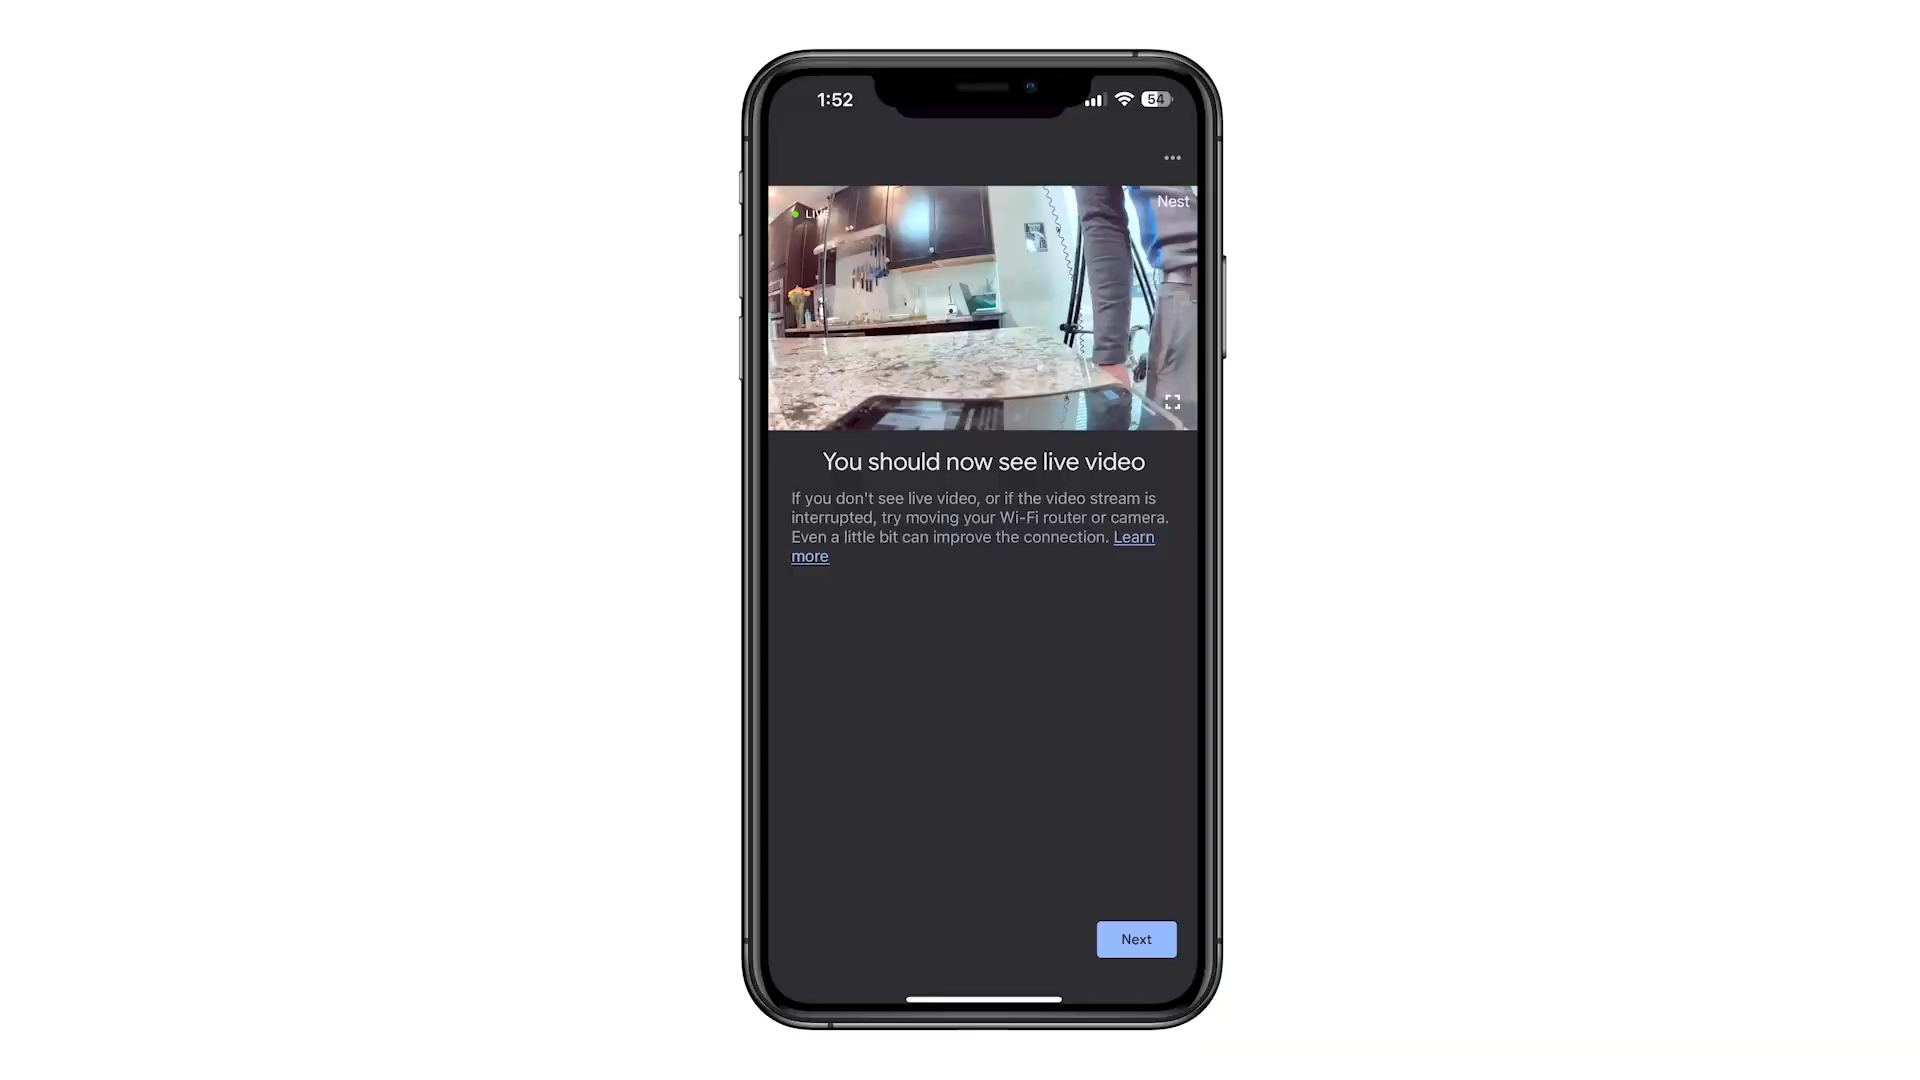 1:52
54
LIVE
Nest
You should now see live video
If you don't see live video, or if the video stream is
interrupted, try moving your Wi-Fi router or camera.
Even a little bit can improve the connection. Learn
more
Next